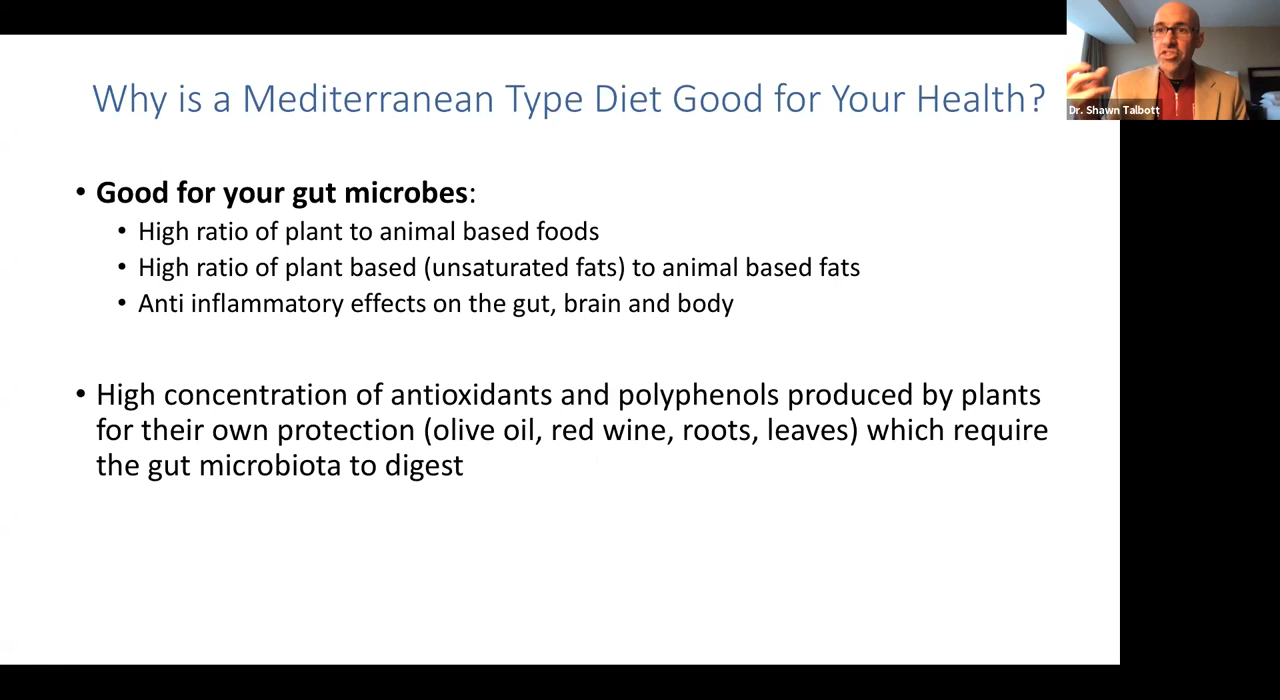 Why is a Mediterranean Type Diet Good for Your Health?
Dr. Shawn Talbott
• Good for your gut microbes:
• High ratio of plant to animal based foods
• High ratio of plant based (unsaturated fats) to animal based fats
• Anti inflammatory effects on the gut, brain and body
• High concentration of antioxidants and polyphenols produced by plants
for their own protection (olive oil, red wine, roots, leaves) which require
the gut microbiota to digest